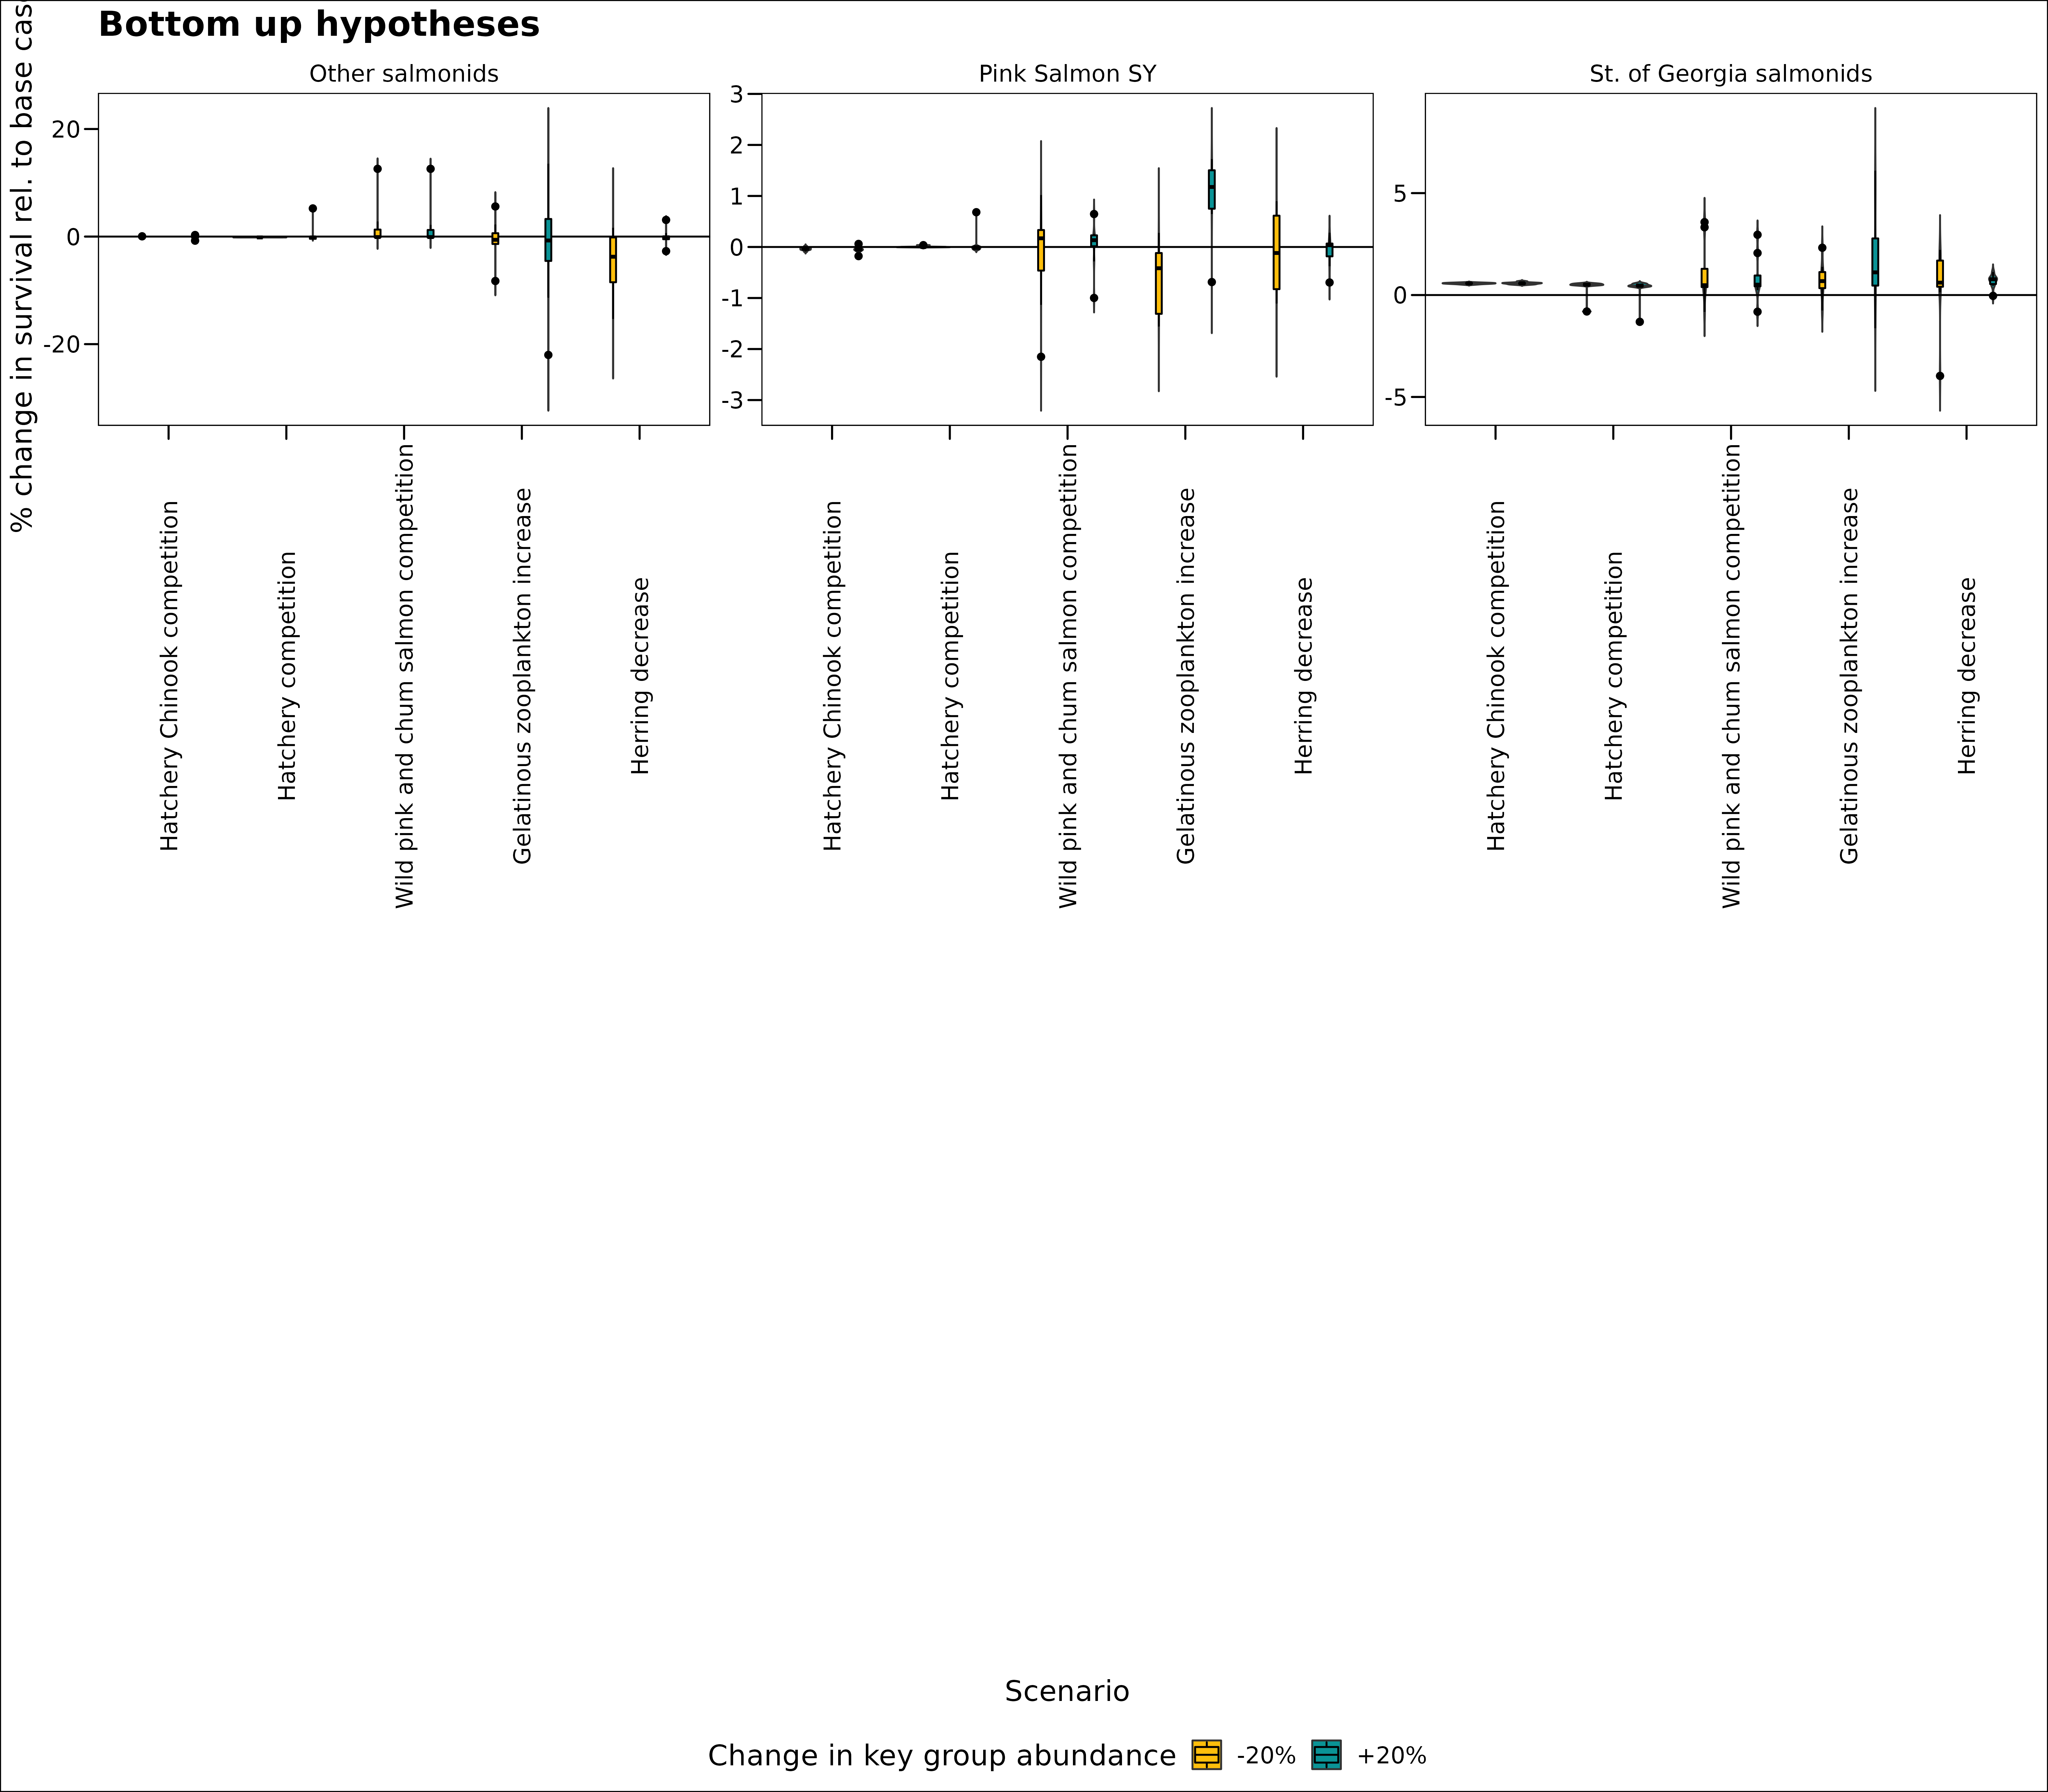 Bottom up hypotheses
% change in survival rel. to base case
Other salmonids
20
0
-20
Hatchery Chinook competition
Hatchery competition
Wild pink and chum salmon competition
Gelatinous zooplankton increase
Herring decrease
Pink Salmon SY
3
2
1
0
-1
-2
-3
Hatchery Chinook competition
Hatchery competition
Wild pink and chum salmon competition
Gelatinous zooplankton increase
Herring decrease
St. of Georgia salmonids
5
0
-5
Hatchery Chinook competition
Hatchery competition
Wild pink and chum salmon competition
Gelatinous zooplankton increase
Herring decrease
Scenario
Change in key group abundance -20% +20%